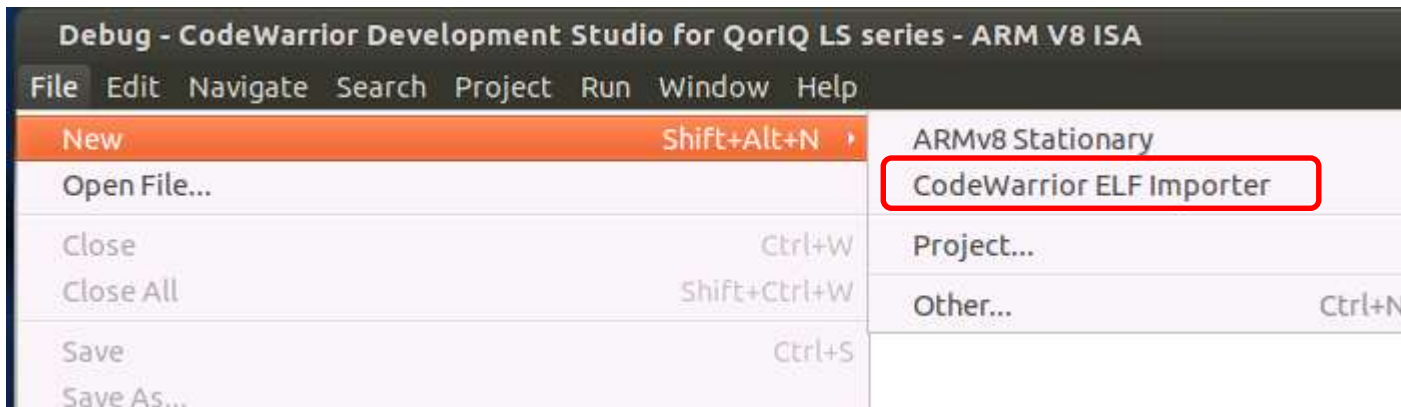 Debug - CodeWarrior Development Studio for QorIQ LS series - ARM V8 ISA
File Edit Navigate Search Project Run Window Help
New Shift+Alt+N
Open File...
Close Ctrl+W
Close All Shift+Ctrl+W
Save Ctrl+S
Save As...
ARMv8 Stationary
CodeWarrior ELF Importer
Project...
Other... Ctrl+N